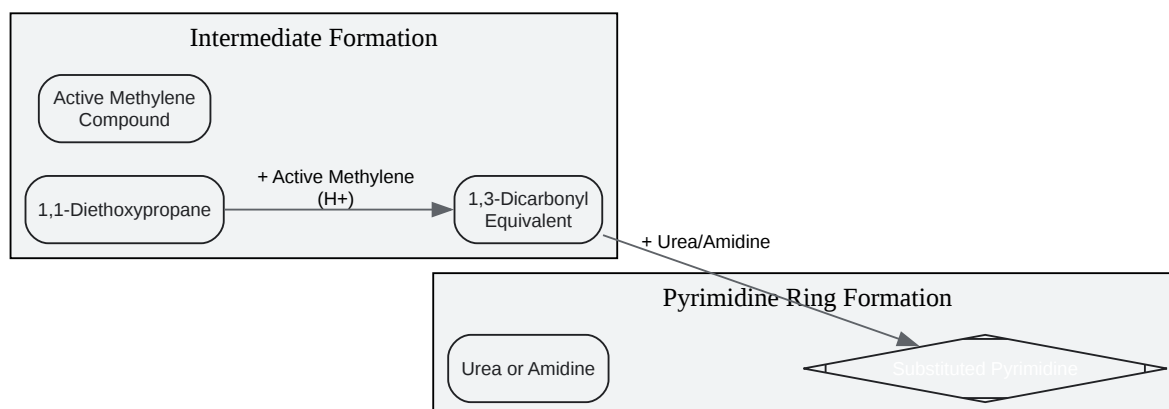 Intermediate Formation
Active Methylene
Compound
1,1-Diethoxypropane
+ Active Methylene
(H+)
1,3-Dicarbonyl
Equivalent
+ Urea/Amidine
Pyrimidine Ring Formation
Urea or Amidine
Substituted Pyrimidine